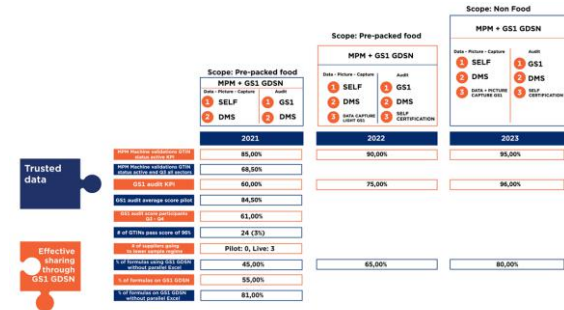 Scope: Non Food
MPM + GS1 GDSN
Data - Picture - Capture
Audit
1 SELF
1 GS1
2 DMS
2 DMS
3 DATA + PICTURE CAPTURE GS1
3 SELF CERTIFICATION
Scope: Pre-packed food
MPM + GS1 GDSN
Data - Picture - Capture
Audit
1 SELF
1 GS1
2 DMS
2 DMS
3 DATA CAPTURE LIGHT GS1
3 SELF CERTIFICATION
Scope: Pre-packed food
MPM + GS1 GDSN
Data - Picture - Capture
Audit
1 SELF
1 GS1
2 DMS
2 DMS
2021 2022 2023
Trusted data
MPM Machine validations GTIN status active KPI 85,00% 90,00% 95,00%
MPM Machine validations GTIN status active end Q3 all sectors 68,50%
GS1 audit KPI 60,00% 75,00% 96,00%
GS1 audit average score pilot 84,50%
GS1 audit score participants Q2 - Q4 61,00%
# of GTINs pass score of 90% 24 (3%)
Effective sharing through GS1 GDSN
# of suppliers going to lower sample regime Pilot: 0, Live: 3
% of formulas using GS1 GDSN without parallel Excel 45,00% 65,00% 80,00%
% of formulas on GS1 GDSN 55,00%
% of formulas on GS1 GDSN without parallel Excel 81,00%